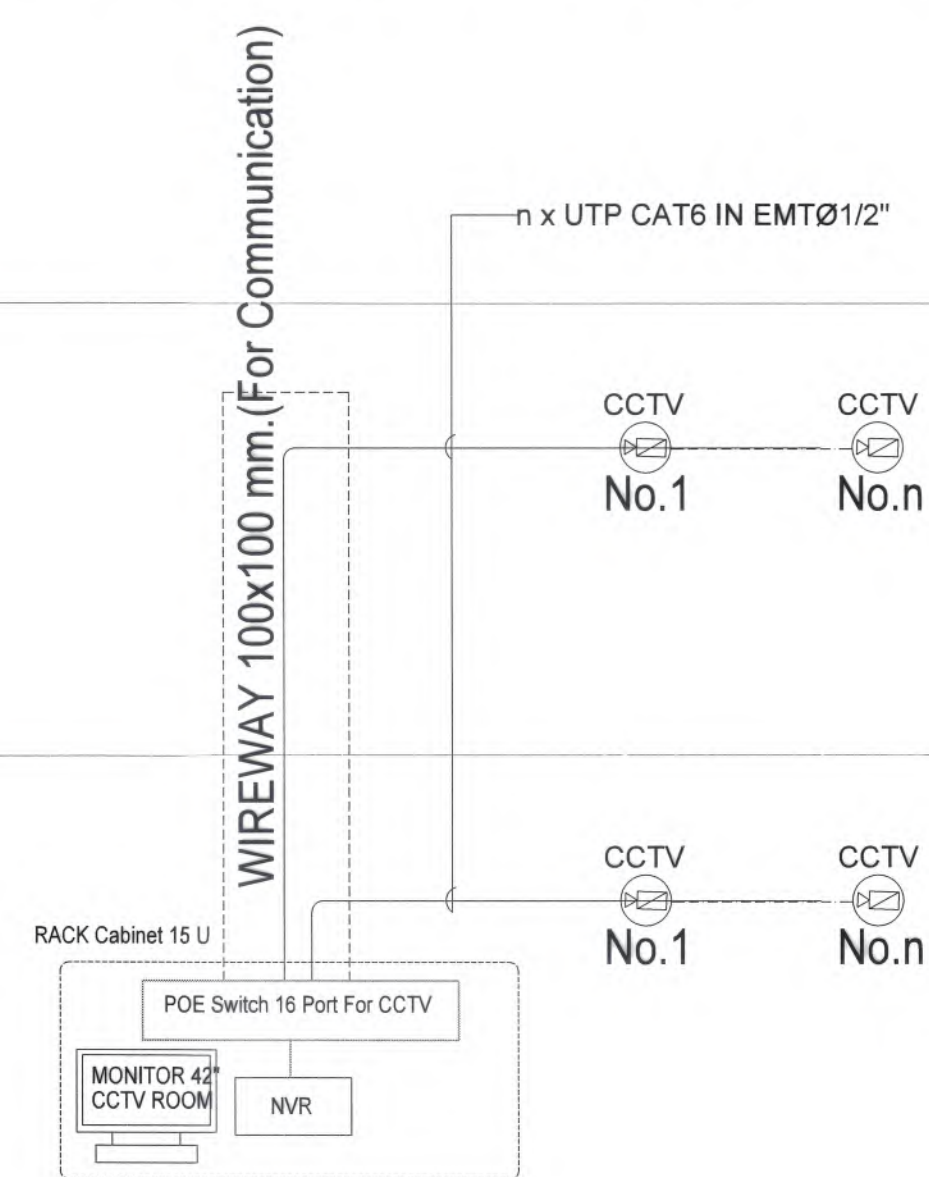 WIREWAY 100x100 mm.(For Communication)
n x UTP CAT6 IN EMTØ1/2"
CCTV
No.1
CCTV
No.n
CCTV
No.1
CCTV
No.n
RACK Cabinet 15 U
POE Switch 16 Port For CCTV
MONITOR 42"
CCTV ROOM
NVR